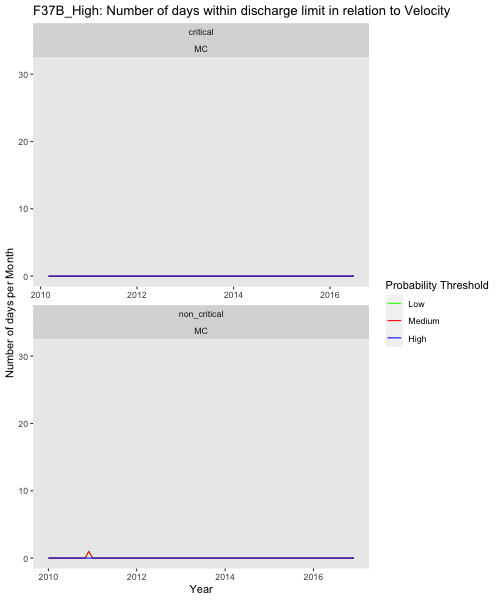 F37B_High: Number of days within discharge limit in relation to Velocity
critical
MC
30
20
10
0
2010 2012 2014 2016
Number of days per Month
non_critical
MC
30
20
10
0
2010 2012 2014 2016
Year
Probability Threshold
Low
Medium
High